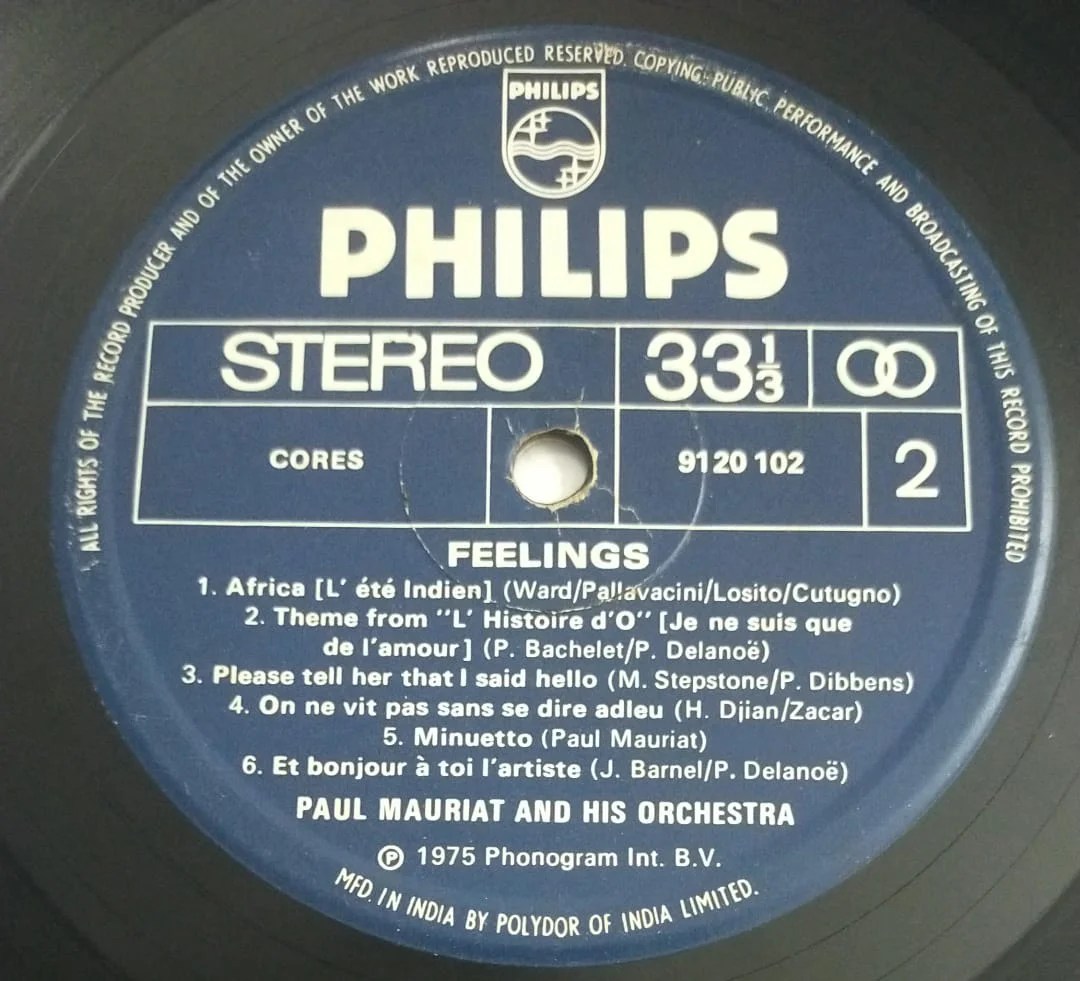 ALL RIGHTS OF THE RECORD PRODUCER AND OF THE OWNER OF THE WORK REPRODUCED RESERVED. COPYING, PUBLIC PERFORMANCE AND BROADCASTING OF THIS RECORD PROHIBITED
PHILIPS
PHILIPS
STEREO 33 1/3
CORES 9120 102 2
FEELINGS
1. Africa [L' été Indien] (Ward/Pallavacini/Losito/Cutugno)
2. Theme from "L' Histoire d'O" [Je ne suis que
de l'amour] (P. Bachelet/P. Delanoë)
3. Please tell her that I said hello (M. Stepstone/P. Dibbens)
4. On ne vit pas sans se dire adleu (H. Djian/Zacar)
5. Minuetto (Paul Mauriat)
6. Et bonjour à toi l'artiste (J. Barnel/P. Delanoë)
PAUL MAURIAT AND HIS ORCHESTRA
Ⓟ 1975 Phonogram Int. B.V.
MFD. IN INDIA BY POLYDOR OF INDIA LIMITED.